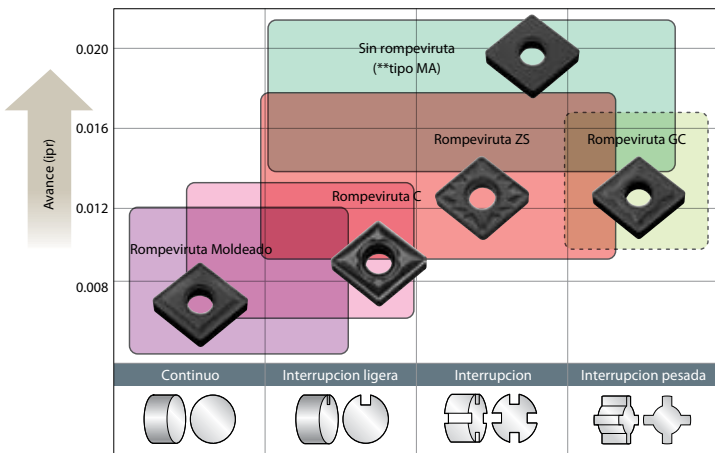 0.020
0.016
0.012
0.008
Avance (ipr)
Sin rompeviruta
(**tipo MA)
Rompeviruta ZS
Rompeviruta GC
Rompeviruta C
Rompeviruta Moldeado
Continuo
Interrupcion ligera
Interrupcion
Interrupcion pesada